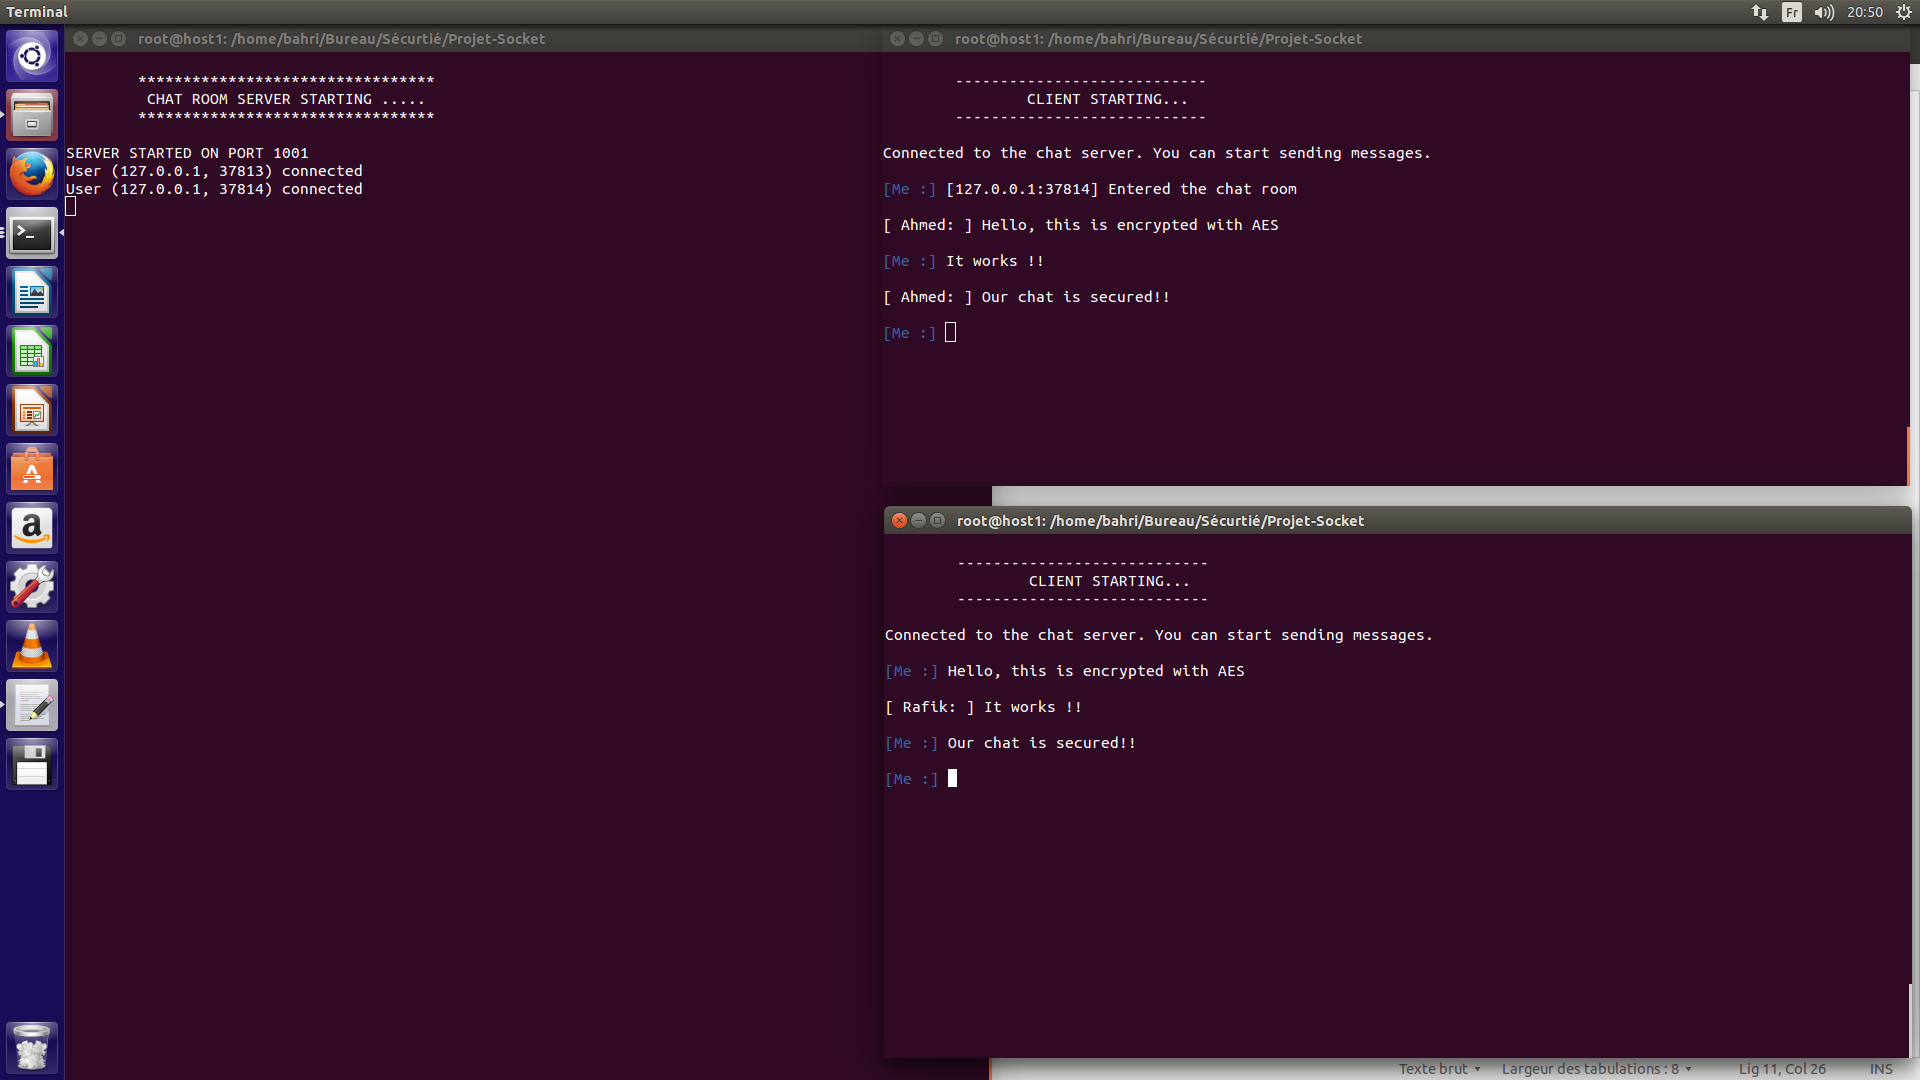 Terminal
Fr
20:50
root@host1: /home/bahri/Bureau/Sécurtié/Projet-Socket
*********************************
CHAT ROOM SERVER STARTING .....
*********************************
SERVER STARTED ON PORT 1001
User (127.0.0.1, 37813) connected
User (127.0.0.1, 37814) connected
root@host1: /home/bahri/Bureau/Sécurtié/Projet-Socket
----------------------------
CLIENT STARTING...
----------------------------
Connected to the chat server. You can start sending messages.
[Me :] [127.0.0.1:37814] Entered the chat room
[ Ahmed: ] Hello, this is encrypted with AES
[Me :] It works !!
[ Ahmed: ] Our chat is secured!!
[Me :]
root@host1: /home/bahri/Bureau/Sécurtié/Projet-Socket
----------------------------
CLIENT STARTING...
----------------------------
Connected to the chat server. You can start sending messages.
[Me :] Hello, this is encrypted with AES
[ Rafik: ] It works !!
[Me :] Our chat is secured!!
[Me :]
Texte brut
Largeur des tabulations : 8
Lig 11, Col 26
INS